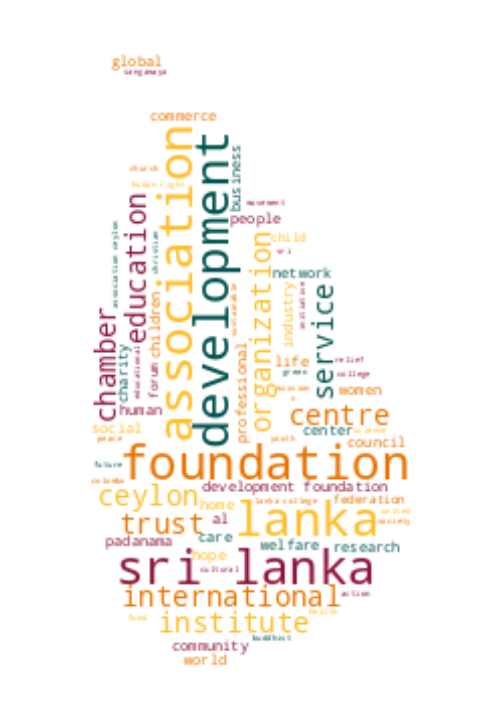 global
sangamaya
commerce
association
development
business
church
human right
movement
education
people
association ceylon
christian
organization
child
sri
network
chamber
charity
educational
forum
children
sustainable
industry
initiative
service
professional
life
relief
green
college
mission
women
human
centre
social
center
science
peace
youth
council
foundation
future
colombo
development foundation
ceylon
home
lanka college
federation
trust
al
lanka
united
society
padanama
care
welfare
research
hope
sri lanka
cultural
international
action
fund
institute
health
buddhist
community
world